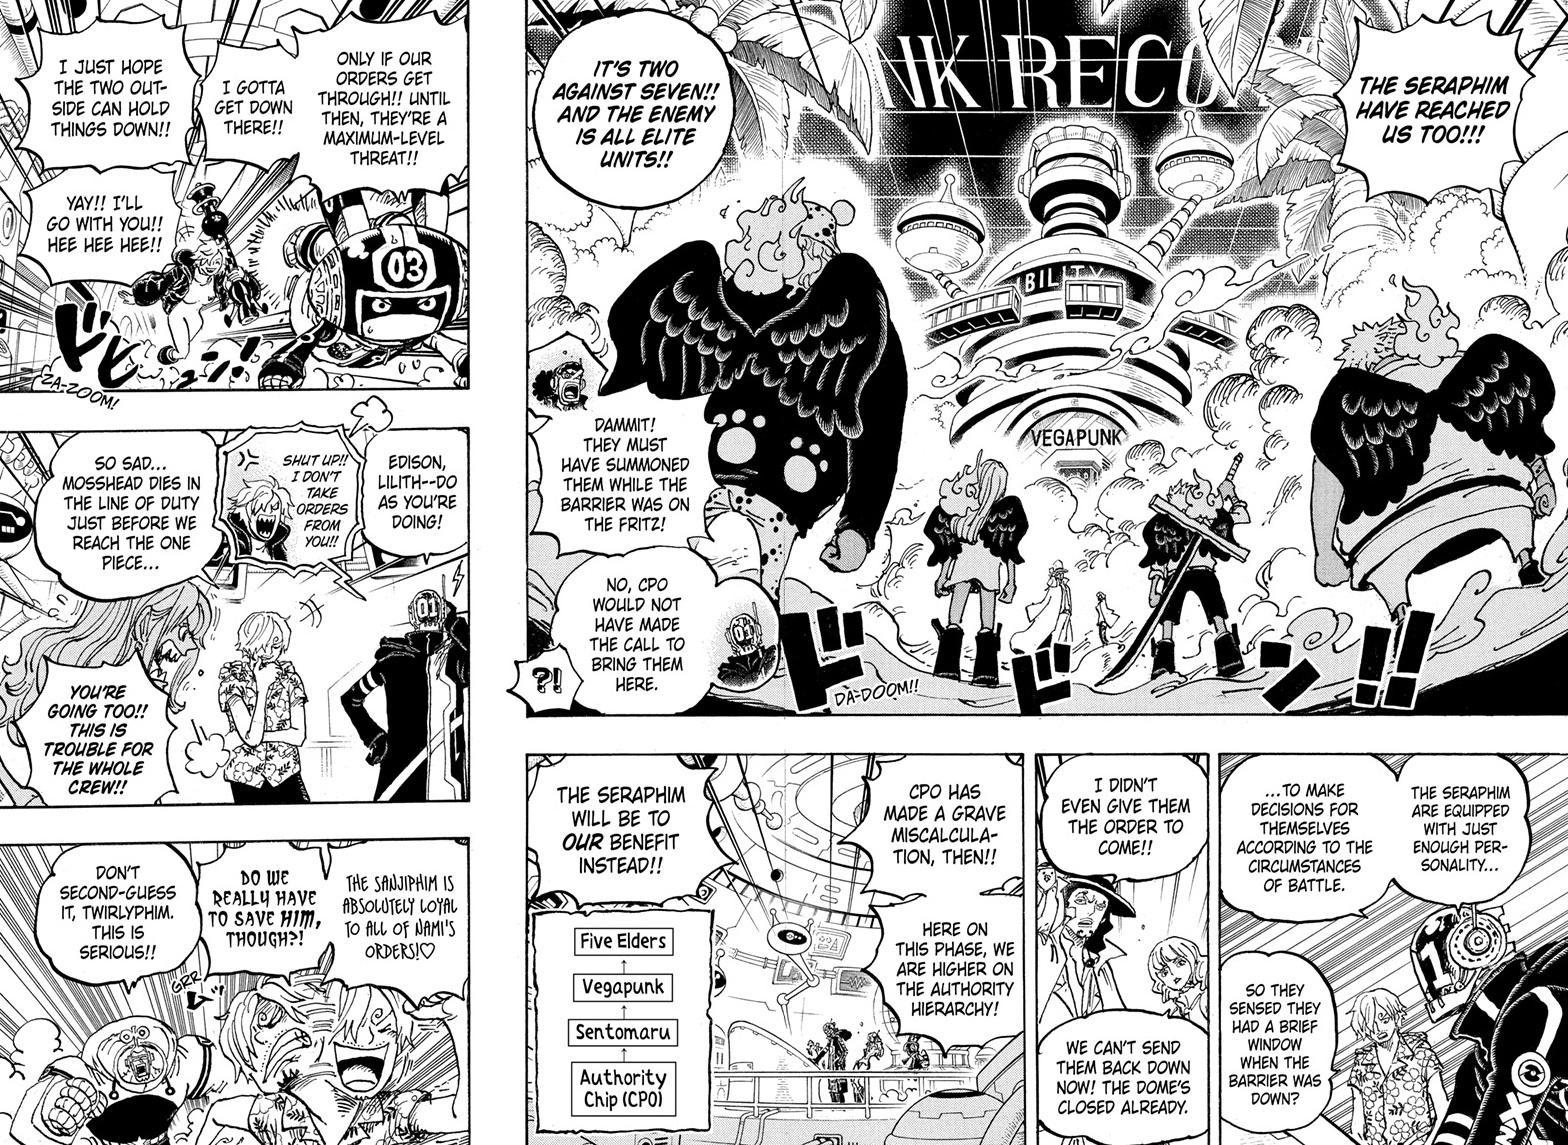 THE SERAPHIM
HAVE REACHED
US TOO!!!
NK RECO
IT'S TWO
AGAINST SEVEN!!
AND THE ENEMY
IS ALL ELITE
UNITS!!
BILITY
VEGAPUNK
DAMMIT!
THEY MUST
HAVE SUMMONED
THEM WHILE THE
BARRIER WAS ON
THE FRITZ!
NO, CPO
WOULD NOT
HAVE MADE
THE CALL TO
BRING THEM
HERE.
01
?!
ドドン!!
DA-DOOM!!
THE SERAPHIM
ARE EQUIPPED
WITH JUST
ENOUGH PER-
SONALITY...
...TO MAKE
DECISIONS FOR
THEMSELVES
ACCORDING TO THE
CIRCUMSTANCES
OF BATTLE.
SO THEY
SENSED THEY
HAD A BRIEF
WINDOW
WHEN THE
BARRIER WAS
DOWN?
1
2
I DIDN'T
EVEN GIVE THEM
THE ORDER TO
COME!!
WE CAN'T SEND
THEM BACK DOWN
NOW! THE DOME'S
CLOSED ALREADY.
CPO HAS
MADE A GRAVE
MISCALCULA-
TION, THEN!!
HERE ON
THIS PHASE, WE
ARE HIGHER ON
THE AUTHORITY
HIERARCHY!
THE SERAPHIM
WILL BE TO
OUR BENEFIT
INSTEAD!!
Five Elders
↑
Vegapunk
↑
Sentomaru
↑
Authority
Chip (CPO)
ONLY IF OUR
ORDERS GET
THROUGH!! UNTIL
THEN, THEY'RE A
MAXIMUM-LEVEL
THREAT!!
I GOTTA
GET DOWN
THERE!!
I JUST HOPE
THE TWO OUT-
SIDE CAN HOLD
THINGS DOWN!!
YAY!! I'LL
GO WITH YOU!!
HEE HEE HEE!!
03
ドヒュン!!
ZA-ZOOM!
EDISON,
LILITH--DO
AS YOU'RE
DOING!
SHUT UP!!
I DON'T
TAKE
ORDERS
FROM
YOU!!
SO SAD...
MOSSHEAD DIES IN
THE LINE OF DUTY
JUST BEFORE WE
REACH THE ONE
PIECE...
01
YOU'RE
GOING TOO!!
THIS IS
TROUBLE FOR
THE WHOLE
CREW!!
THE SANJIPHIM IS
ABSOLUTELY LOYAL
TO ALL OF NAMI'S
ORDERS!♡
DO WE
REALLY HAVE
TO SAVE HIM,
THOUGH?!
DON'T
SECOND-GUESS
IT, TWIRLYPHIM.
THIS IS
SERIOUS!!
GRR